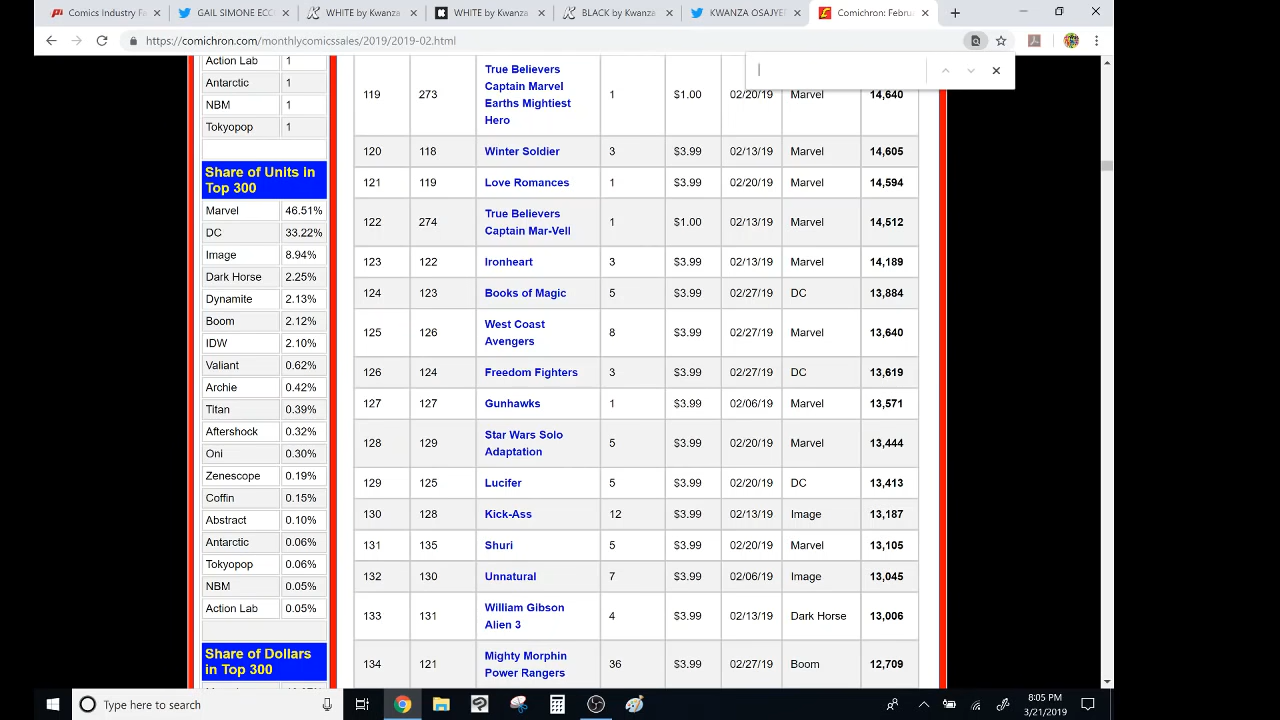 Comics Industry Fa
GAIL SIMONE ECC
WHITE by Kwanza
WHITE by Kwanza
BLACK by Kwanza
KWANZA OSUYEF
Comichron: Februa
https://comichron.com/monthlycomicssales/2019/2019-02.html
Action Lab 1
Antarctic 1
NBM 1
Tokyopop 1
Share of Units in
Top 300
Marvel 46.51%
DC 33.22%
Image 8.94%
Dark Horse 2.25%
Dynamite 2.13%
Boom 2.12%
IDW 2.10%
Valiant 0.62%
Archie 0.42%
Titan 0.39%
Aftershock 0.32%
Oni 0.30%
Zenescope 0.19%
Coffin 0.15%
Abstract 0.10%
Antarctic 0.06%
Tokyopop 0.06%
NBM 0.05%
Action Lab 0.05%
Share of Dollars
in Top 300
True Believers
Captain Marvel
119 273 Earths Mightiest 1 $1.00 02/20/19 Marvel 14,640
Hero
120 118 Winter Soldier 3 $3.99 02/13/19 Marvel 14,605
121 119 Love Romances 1 $3.99 02/20/19 Marvel 14,594
122 274 True Believers 1 $1.00 02/13/19 Marvel 14,512
Captain Mar-Vell
123 122 Ironheart 3 $3.99 02/13/19 Marvel 14,189
124 123 Books of Magic 5 $3.99 02/27/19 DC 13,884
125 126 West Coast 8 $3.99 02/27/19 Marvel 13,640
Avengers
126 124 Freedom Fighters 3 $3.99 02/27/19 DC 13,619
127 127 Gunhawks 1 $3.99 02/06/19 Marvel 13,571
128 129 Star Wars Solo 5 $3.99 02/20/19 Marvel 13,444
Adaptation
129 125 Lucifer 5 $3.99 02/20/19 DC 13,413
130 128 Kick-Ass 12 $3.99 02/13/19 Image 13,187
131 135 Shuri 5 $3.99 02/20/19 Marvel 13,105
132 130 Unnatural 7 $3.99 02/06/19 Image 13,045
133 131 William Gibson 4 $3.99 02/13/19 Dark Horse 13,006
Alien 3
134 121 Mighty Morphin 36 $3.99 02/27/19 Boom 12,709
Power Rangers
Type here to search
8:05 PM
3/21/2019